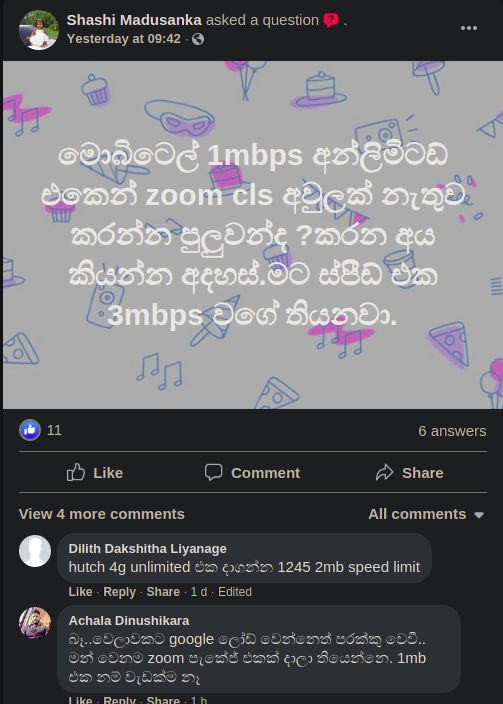 Shashi Madusanka asked a question .
Yesterday at 09:42 ·
මොබිටෙල් 1mbps අන්ලිමිටඩ්
එකෙන් zoom cls අවුලක් නැතුව
කරන්න පුලුවන්ද ?කරන අය
කියන්න අදහස්.මට ස්පීඩ් එක
3mbps වගේ තියනවා.
11
6 answers
Like
Comment
Share
View 4 more comments
All comments
Dilith Dakshitha Liyanage
hutch 4g unlimited එක දාගන්න 1245 2mb speed limit
Like · Reply · Share · 1 d · Edited
Achala Dinushikara
බෑ..වෙලාවකට google ලෝඩ් වෙන්නෙත් පරක්කු වෙවී..
මන් වෙනම zoom පැකේජ් එකක් දාලා තියෙන්නෙ. 1mb
එක නම් වැඩක්ම නෑ
Like · Reply · Share · 1 h